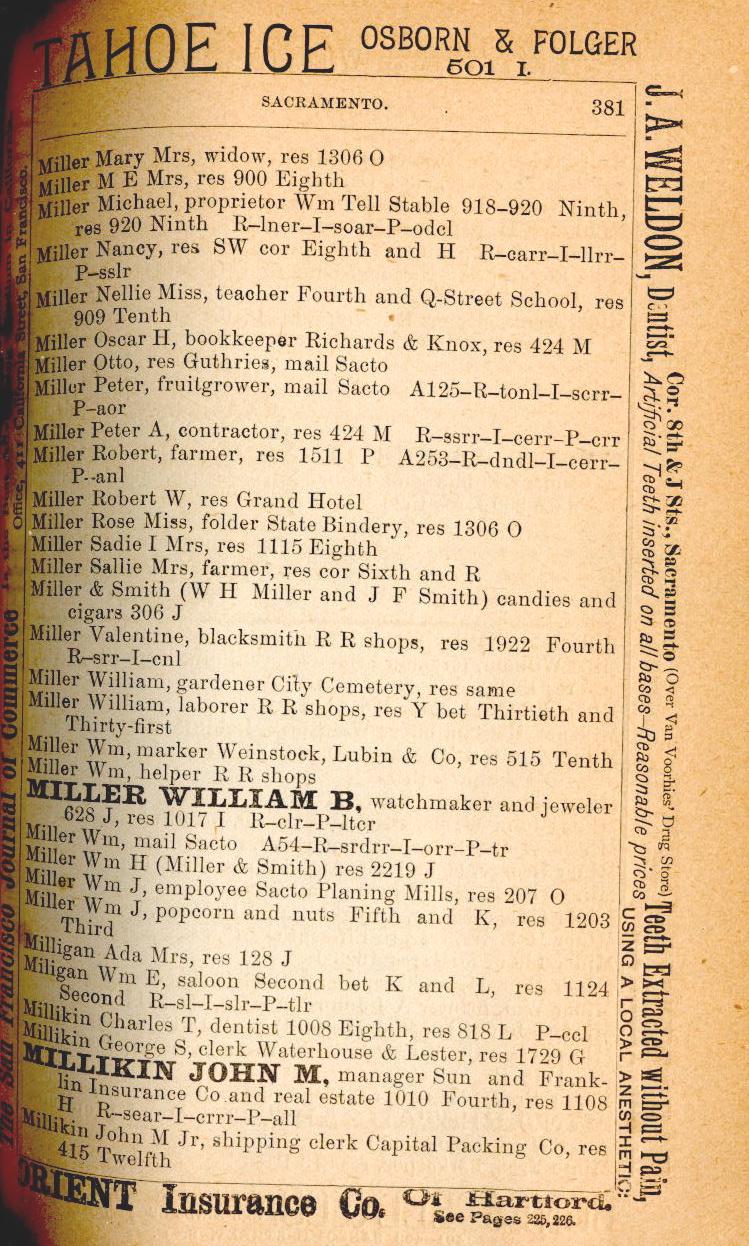 TAHOE ICE OSBORN & FOLGER
501 I.
SACRAMENTO. 381
Miller Mary Mrs, widow, res 1306 O
Miller M E Mrs, res 900 Eighth
Miller Michael, proprietor Wm Tell Stable 918-920 Ninth,
res 920 Ninth R–lner–I–soar–P–odcl
Miller Nancy, res SW cor Eighth and H R–carr–I–llrr–
P–sslr
Miller Nellie Miss, teacher Fourth and Q-Street School, res
909 Tenth
Miller Oscar H, bookkeeper Richards & Knox, res 424 M
Miller Otto, res Guthries, mail Sacto
Miller Peter, fruitgrower, mail Sacto A125–R–tonl–I–scrr–
P–aor
Miller Peter A, contractor, res 424 M R–ssrr–I–cerr–P–crr
Miller Robert, farmer, res 1511 P A253–R–dndl–I–cerr–
P--anl
Miller Robert W, res Grand Hotel
Miller Rose Miss, folder State Bindery, res 1306 O
Miller Sadie I Mrs, res 1115 Eighth
Miller Sallie Mrs, farmer, res cor Sixth and R
Miller & Smith (W H Miller and J F Smith) candies and
cigars 306 J
Miller Valentine, blacksmith R R shops, res 1922 Fourth
R–srr–I–cnl
Miller William, gardener City Cemetery, res same
Miller William, laborer R R shops, res Y bet Thirtieth and
Thirty-first
Miller Wm, marker Weinstock, Lubin & Co, res 515 Tenth
Miller Wm, helper R R shops
MILLER WILLIAM B, watchmaker and jeweler
628 J, res 1017 I R–clr–P–ltcr
Miller Wm, mail Sacto A54–R–srdrr–I–orr–P–tr
Miller Wm H (Miller & Smith) res 2219 J
Miller Wm J, employee Sacto Planing Mills, res 207 O
Miller Wm J, popcorn and nuts Fifth and K, res 1203
Third
Milligan Ada Mrs, res 128 J
Miligan Wm E, saloon Second bet K and L, res 1124
Second R–sl–I–slr–P–tlr
Millikin Charles T, dentist 1008 Eighth, res 818 L P–ccl
Millikin George S, clerk Waterhouse & Lester, res 1729 G
MILLIKIN JOHN M, manager Sun and Frank-
lin Insurance Co and real estate 1010 Fourth, res 1108
H R–sear–I–crrr–P–all
Millikin John M Jr, shipping clerk Capital Packing Co, res
415 Twelfth
ORIENT Insurance Co. Of Hartford.
See Pages 225, 226.
J. A. WELDON, Dentist, Cor. 8th & J Sts., Sacramento (Over Van Voorhies' Drug Store) Teeth Extracted without Pain,
Artificial Teeth inserted on all bases—Reasonable prices USING A LOCAL ANESTHETIC:
The San Francisco Journal of Commerce
Office, 411 California Street, San Francisco.